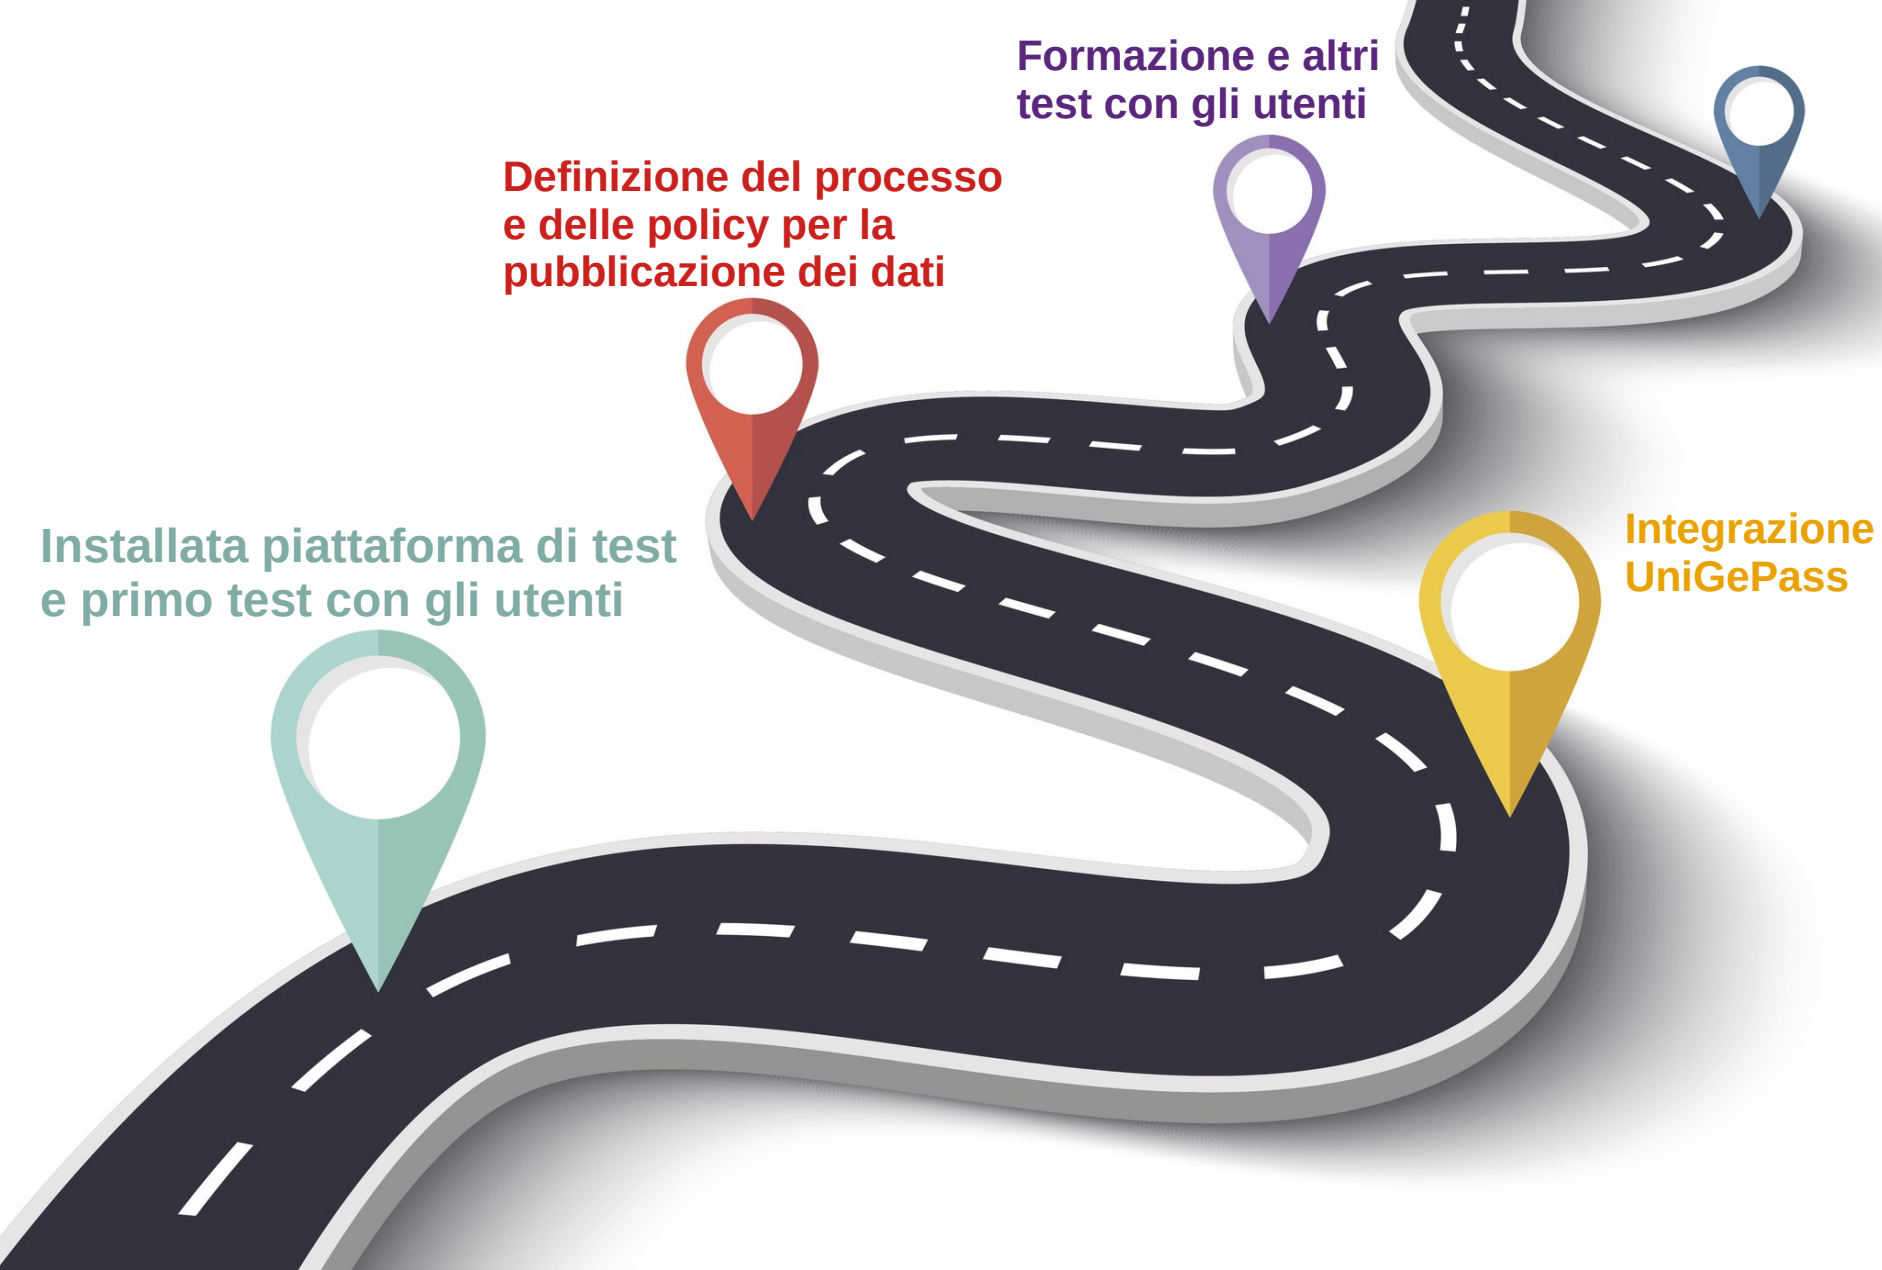 Formazione e altri
test con gli utenti
Definizione del processo
e delle policy per la
pubblicazione dei dati
Installata piattaforma di test
e primo test con gli utenti
Integrazione
UniGePass